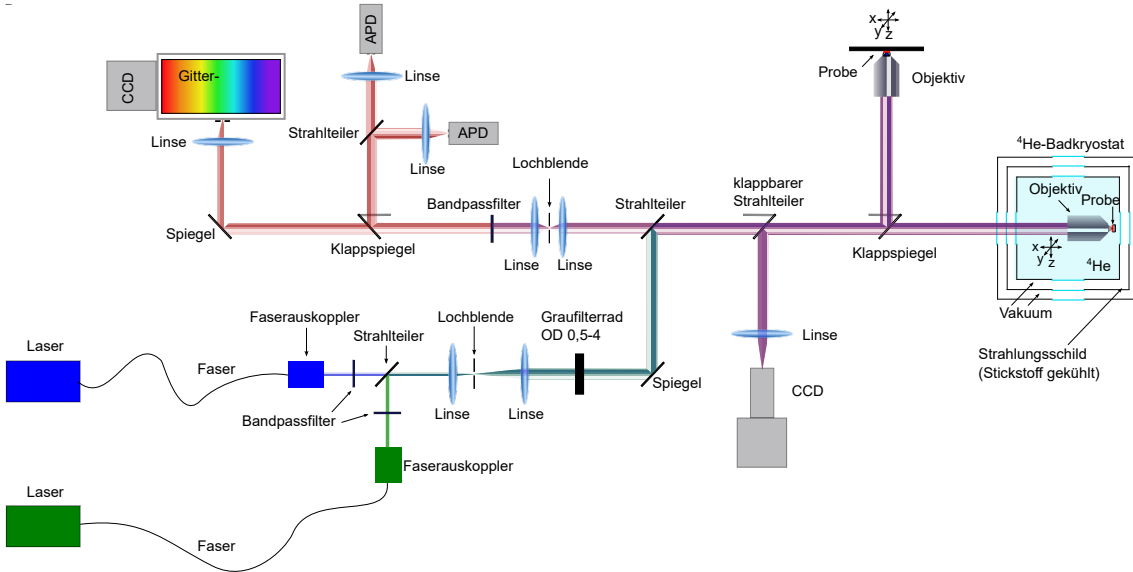 APD
CCD
Gitter-
Linse
Linse
Strahlteiler
APD
Linse
Spiegel
Klappspiegel
Bandpassfilter
Lochblende
Linse
Linse
Strahlteiler
klappbarer
Strahlteiler
Klappspiegel
x
y
z
Probe
Objektiv
⁴He-Badkryostat
Objektiv
Probe
x
y
z
⁴He
Vakuum
Strahlungsschild
(Stickstoff gekühlt)
Linse
CCD
Faserauskoppler
Strahlteiler
Lochblende
Graufilterrad
OD 0,5-4
Laser
Faser
Bandpassfilter
Linse
Linse
Spiegel
Faserauskoppler
Laser
Faser